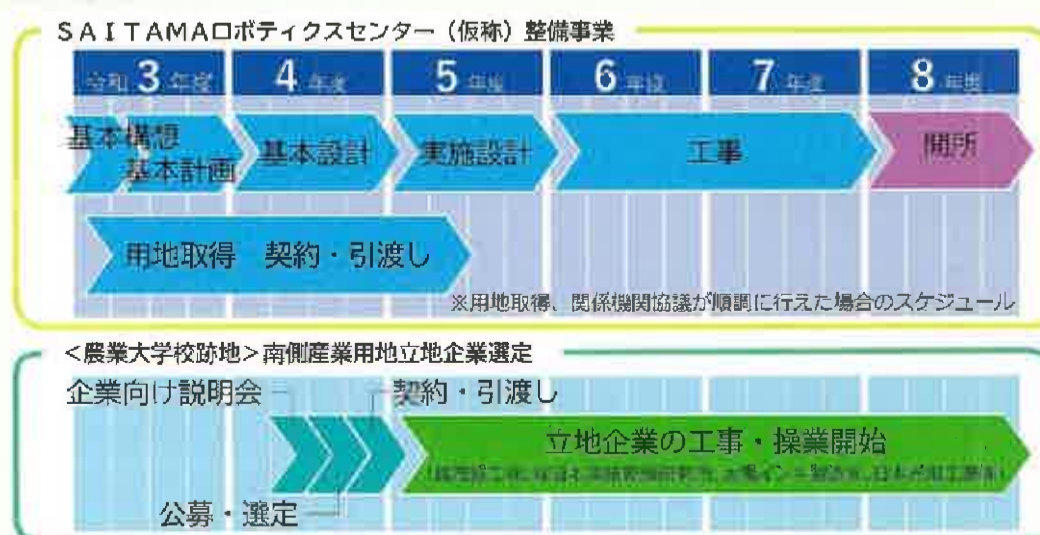 SAITAMAロボティクスセンター（仮称）整備事業
令和3年度 4年度 5年度 6年度 7年度 8年度
基本構想
基本計画
基本設計
実施設計
工事
開所
用地取得 契約・引渡し
※用地取得、関係機関協議が順調に行えた場合のスケジュール
<農業大学校跡地>南側産業用地立地企業選定
企業向け説明会
契約・引渡し
立地企業の工事・操業開始
公募・選定